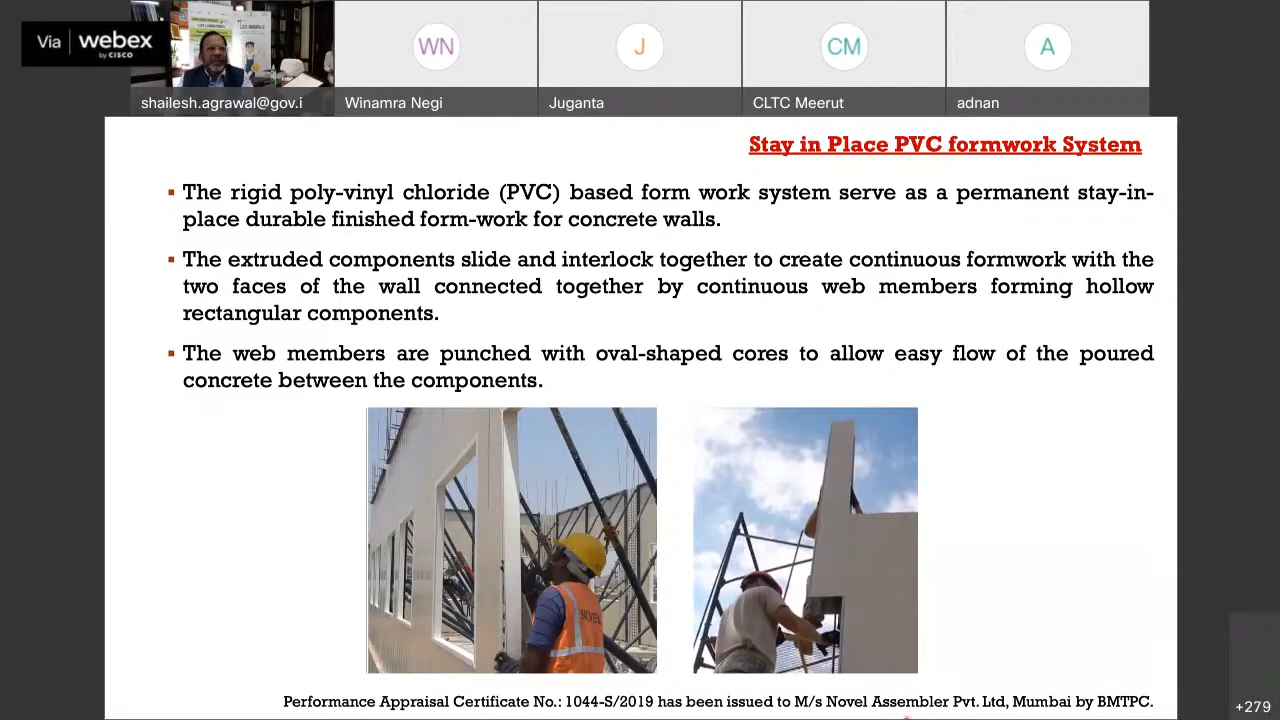 Via webex
by CISCO
WN
J
CM
A
shailesh.agrawal@gov.i
Winamra Negi
Juganta
CLTC Meerut
adnan
Stay in Place PVC formwork System
▪ The rigid poly-vinyl chloride (PVC) based form work system serve as a permanent stay-in-
place durable finished form-work for concrete walls.
▪ The extruded components slide and interlock together to create continuous formwork with the
two faces of the wall connected together by continuous web members forming hollow
rectangular components.
▪ The web members are punched with oval-shaped cores to allow easy flow of the poured
concrete between the components.
NOVEL
Performance Appraisal Certificate No.: 1044-S/2019 has been issued to M/s Novel Assembler Pvt. Ltd, Mumbai by BMTPC.
+279